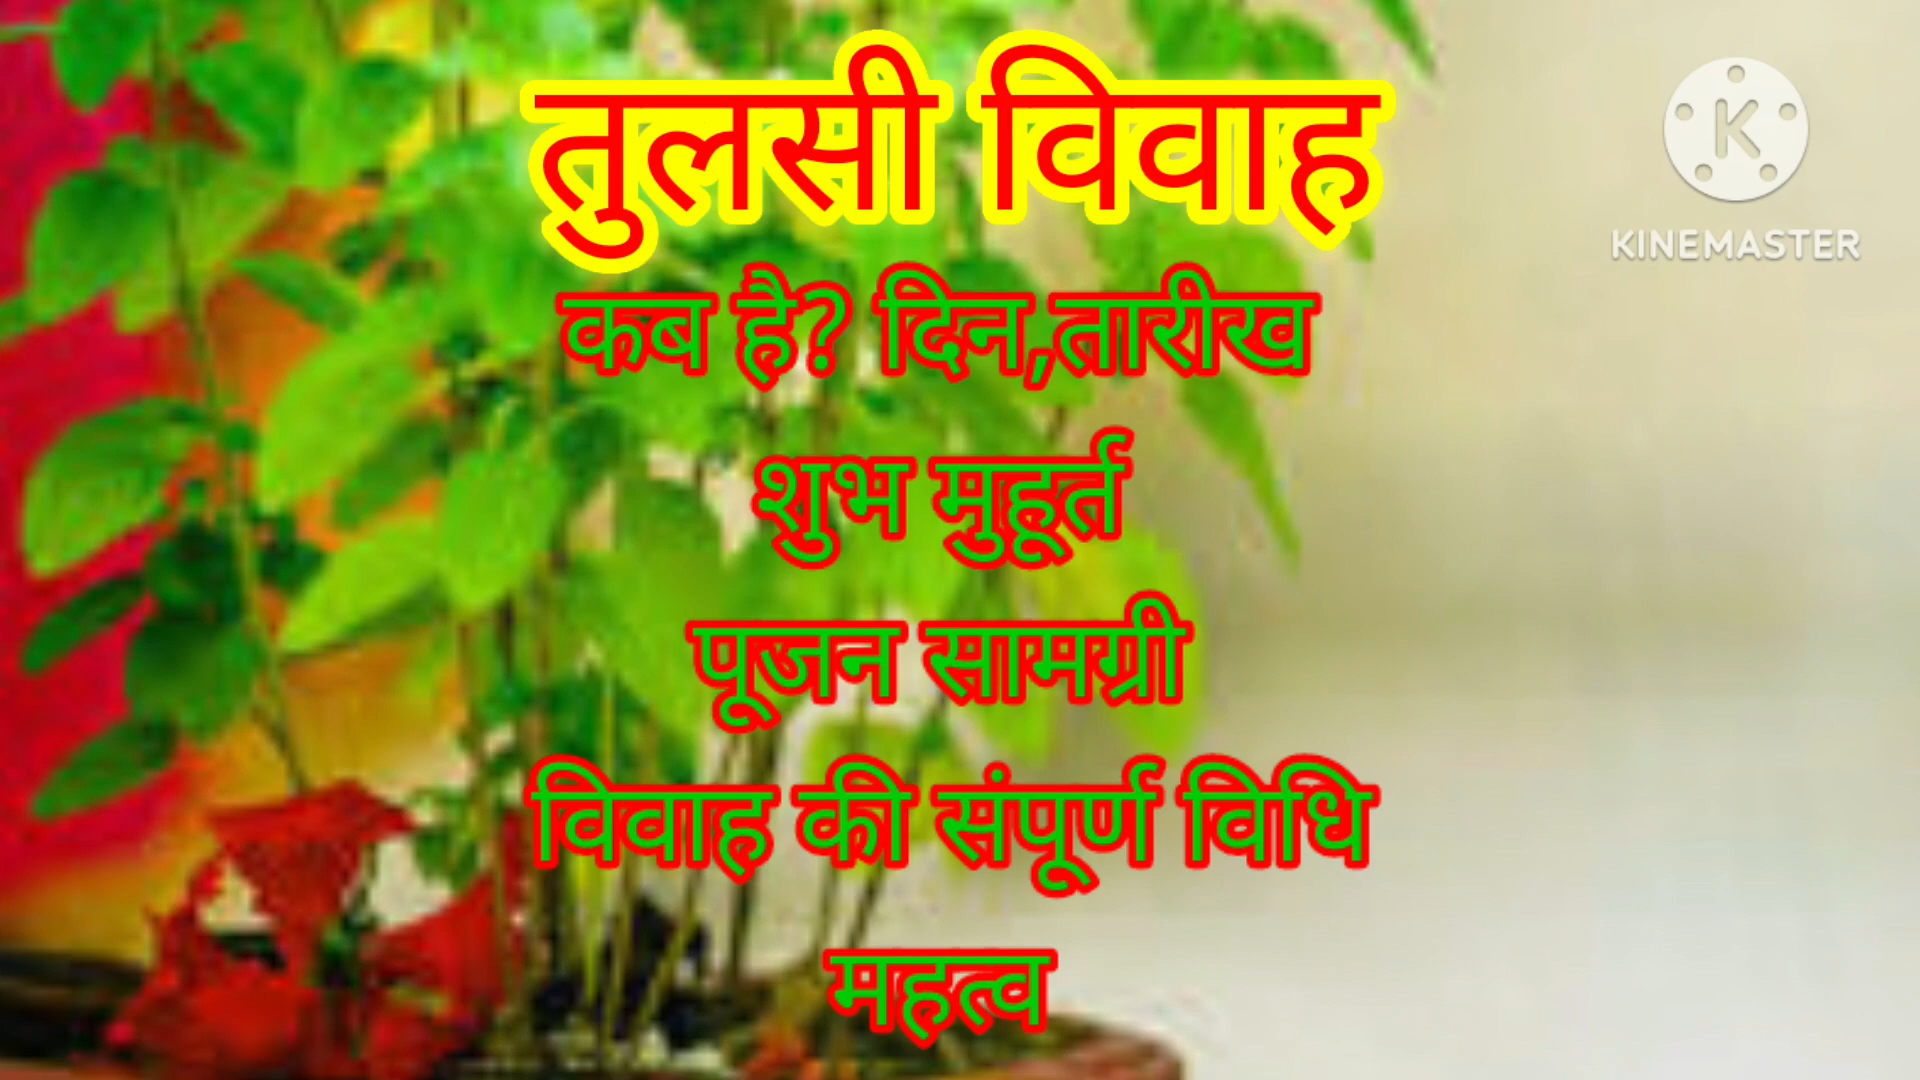 तुलसी विवाह
कब है? दिन,तारीख
शुभ मुहूर्त
पूजन सामग्री
विवाह की संपूर्ण विधि
महत्व
K
KINEMASTER